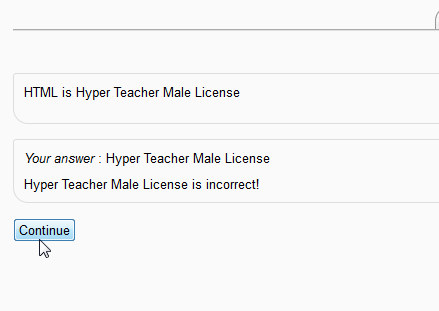 HTML is Hyper Teacher Male License
Your answer : Hyper Teacher Male License
Hyper Teacher Male License is incorrect!
Continue